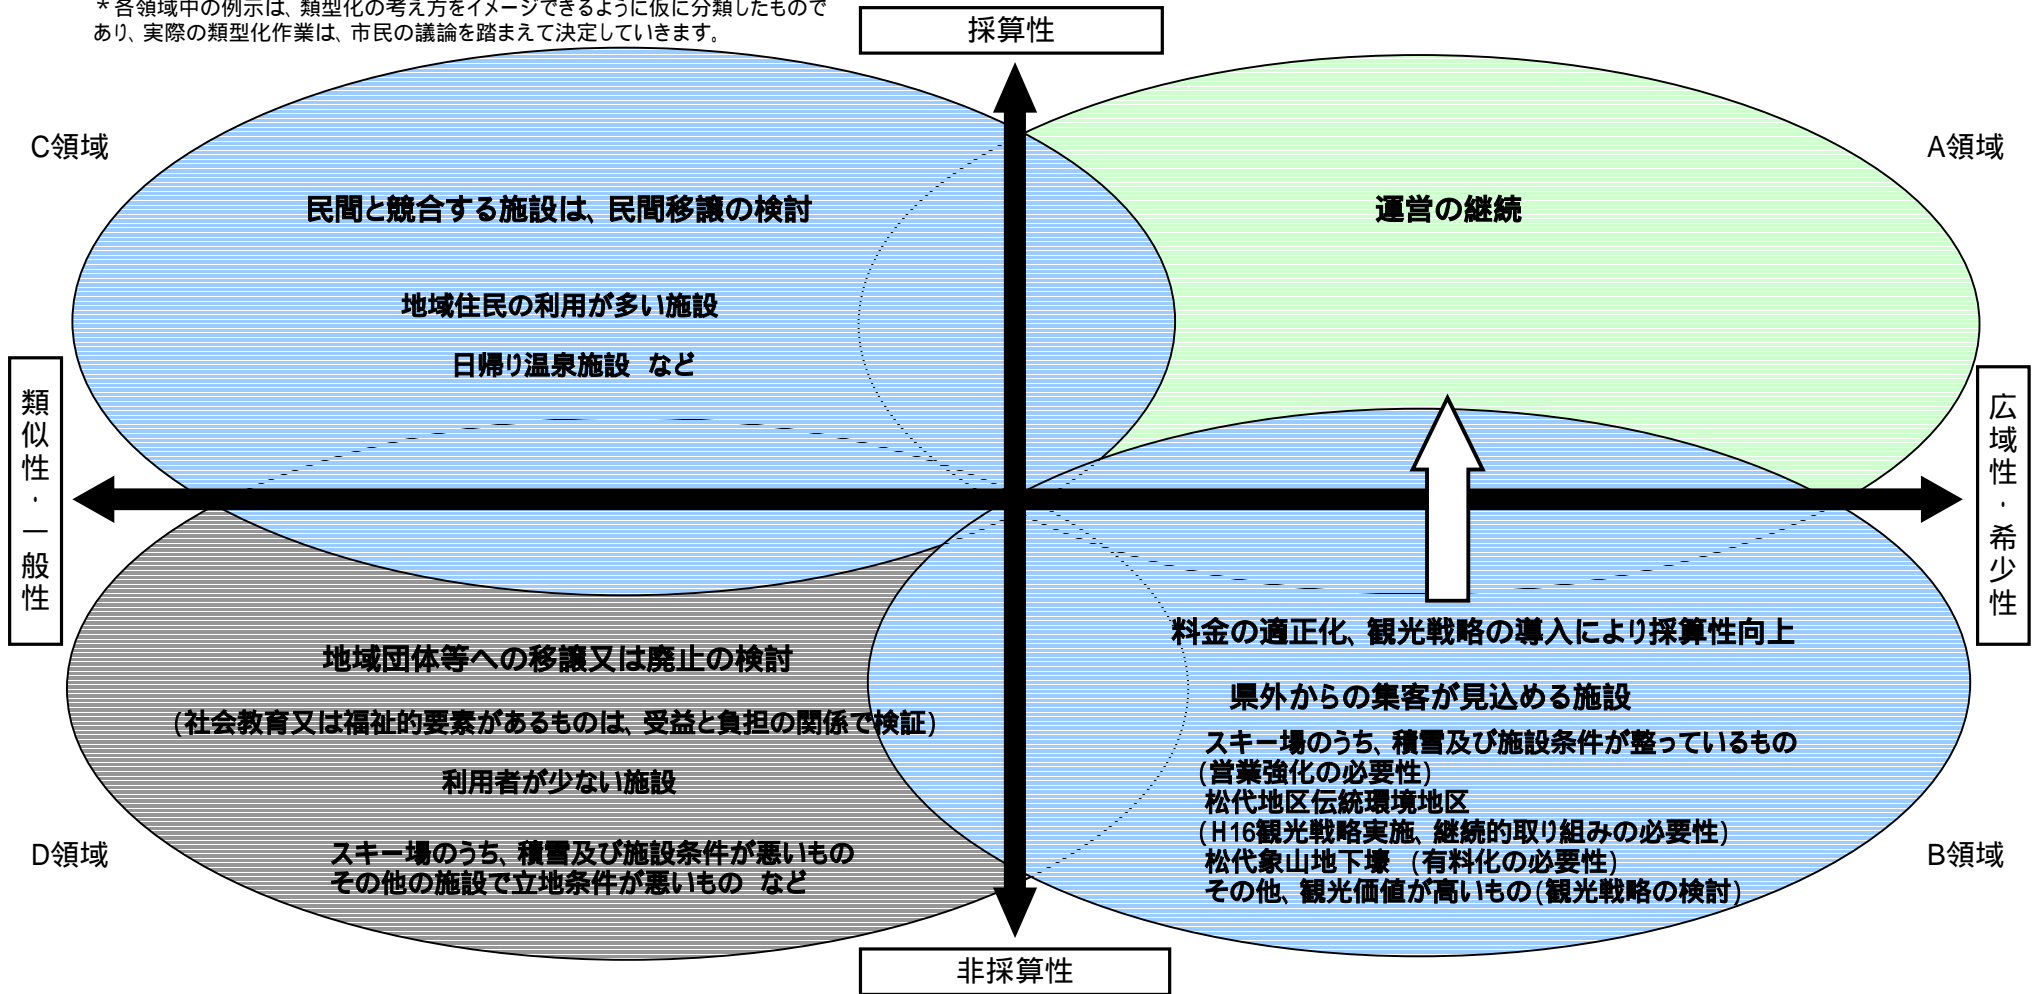 *各領域中の例示は、類型化の考え方をイメージできるように仮に分類したもので
あり、実際の類型化作業は、市民の議論を踏まえて決定していきます。
採算性
C領域
A領域
民間と競合する施設は、民間移譲の検討
運営の継続
地域住民の利用が多い施設
日帰り温泉施設 など
類似性・一般性
広域性・希少性
地域団体等への移譲又は廃止の検討
(社会教育又は福祉的要素があるものは、受益と負担の関係で検証)
利用者が少ない施設
スキー場のうち、積雪及び施設条件が悪いもの
その他の施設で立地条件が悪いもの など
D領域
料金の適正化、観光戦略の導入により採算性向上
県外からの集客が見込める施設
スキー場のうち、積雪及び施設条件が整っているもの
(営業強化の必要性)
松代地区伝統環境地区
(H16観光戦略実施、継続的取り組みの必要性)
松代象山地下壕 (有料化の必要性)
その他、観光価値が高いもの(観光戦略の検討)
B領域
非採算性